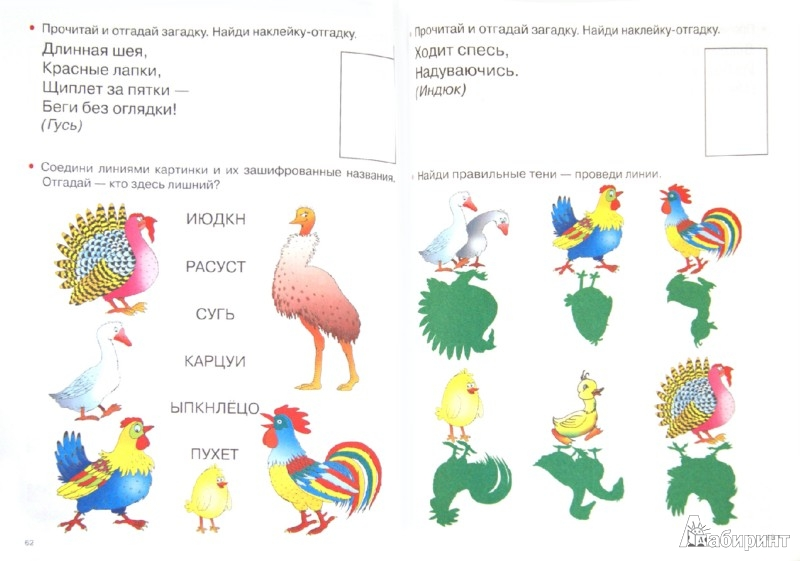 • Прочитай и отгадай загадку. Найди наклейку-отгадку.
Длинная шея,
Красные лапки,
Щиплет за пятки —
Беги без оглядки!
(Гусь)
• Соедини линиями картинки и их зашифрованные названия.
Отгадай — кто здесь лишний?
ИЮДКН
РАСУСТ
СУГЬ
КАРЦУИ
ЫПКНЛЁЦО
ПУХЕТ
62
Прочитай и отгадай загадку. Найди наклейку-отгадку.
Ходит спесь,
Надуваючись.
(Индюк)
Найди правильные тени — проведи линии.
Лабиринт